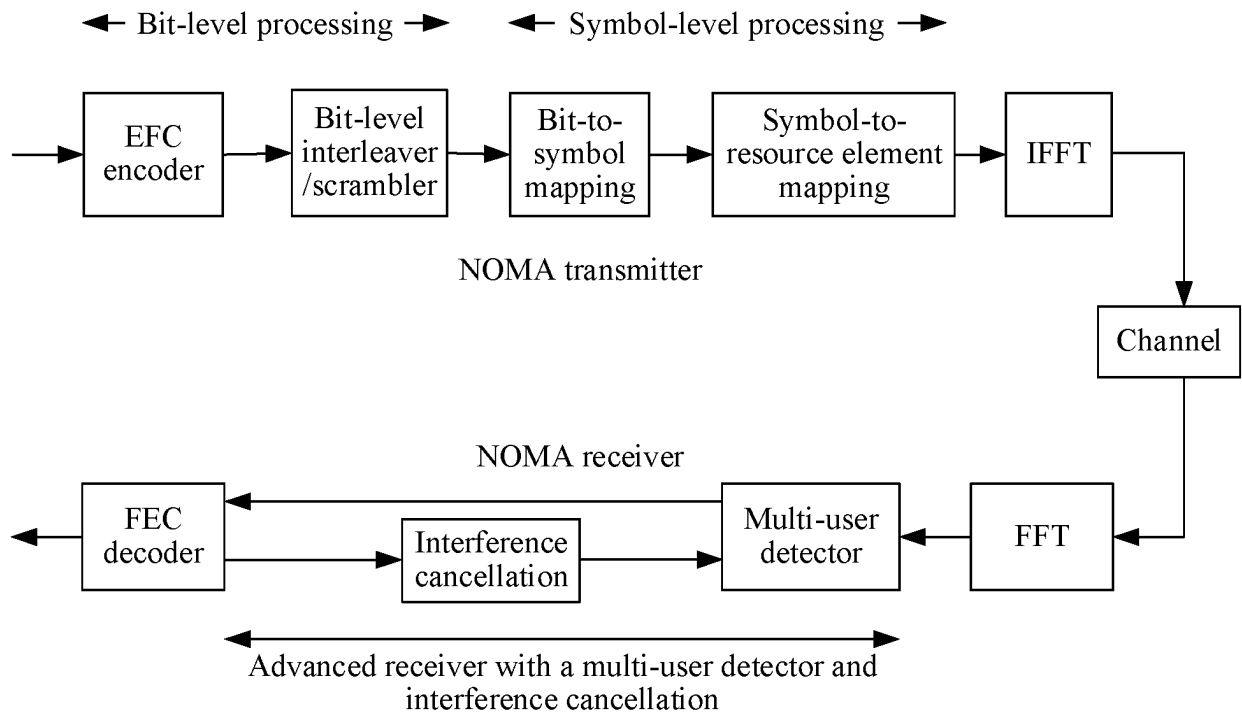 Bit-level processing
Symbol-level processing
EFC
encoder
Bit-level
interleaver
/scrambler
Bit-to-
symbol
mapping
Symbol-to-
resource element
mapping
IFFT
NOMA transmitter
Channel
NOMA receiver
FEC
decoder
Interference
cancellation
Multi-user
detector
FFT
Advanced receiver with a multi-user detector and
interference cancellation